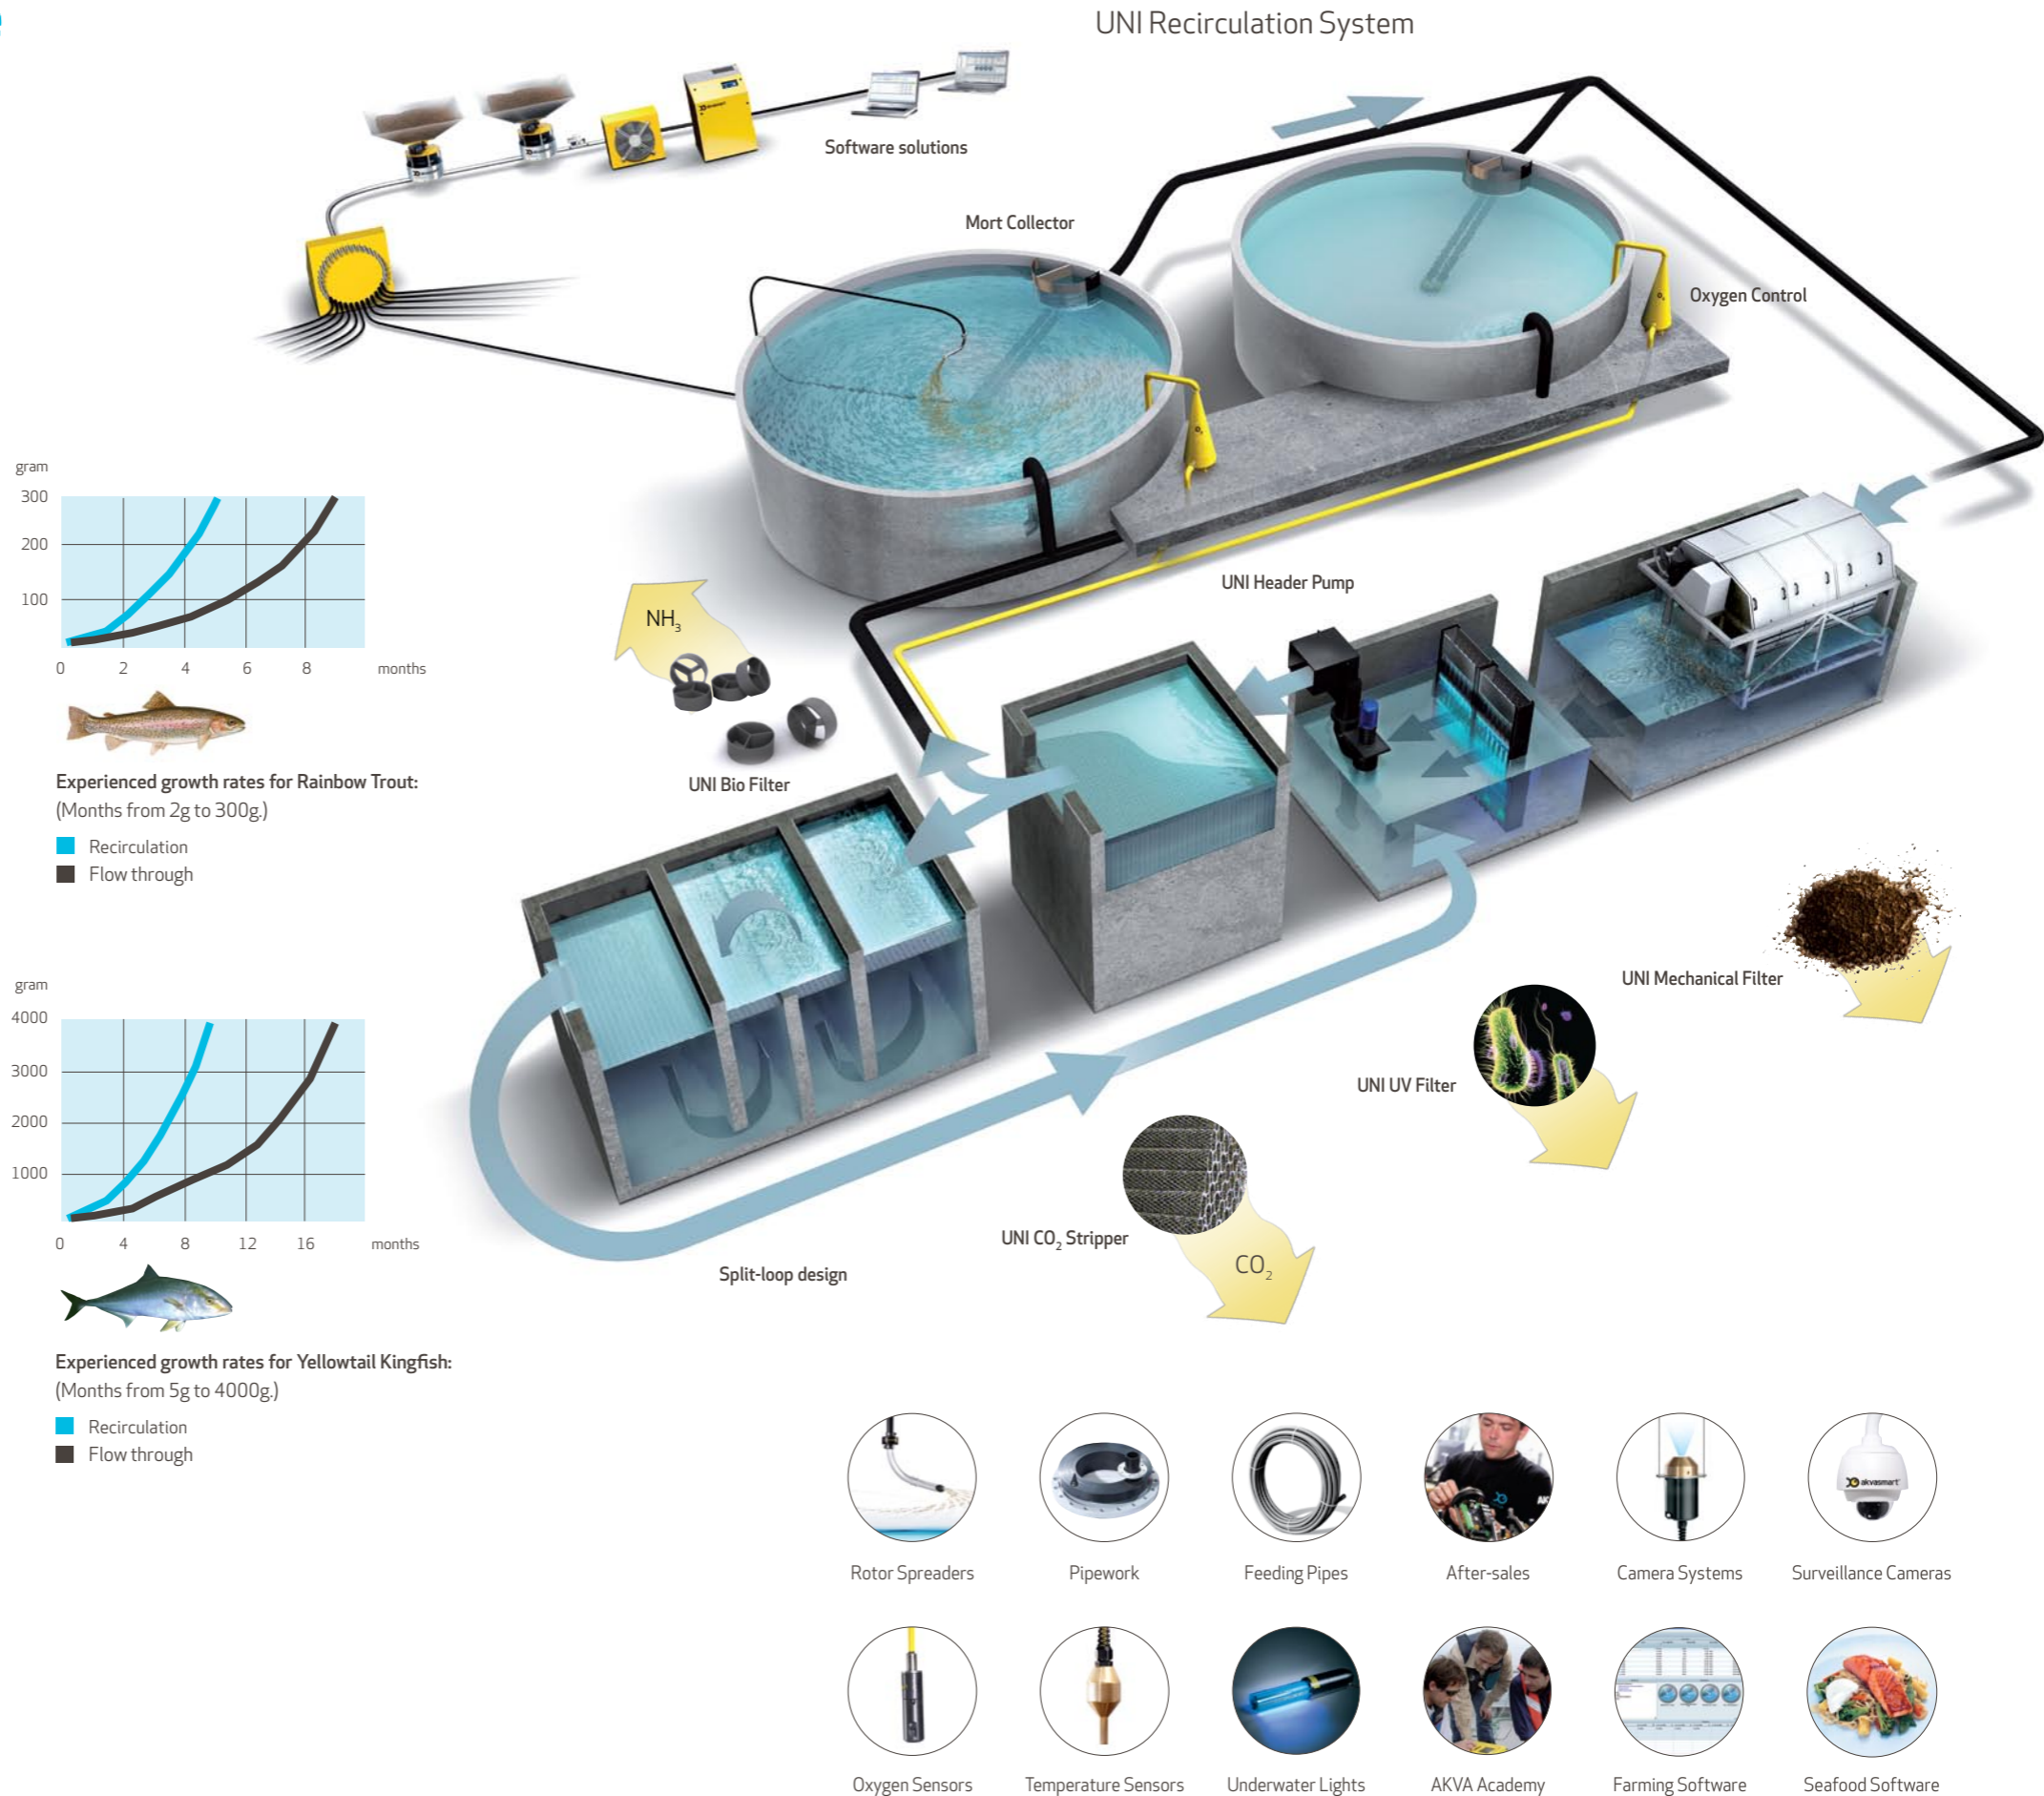 UNI Recirculation System
Software solutions
Mort Collector
Oxygen Control
gram
300
200
100
0 2 4 6 8 months
Experienced growth rates for Rainbow Trout:
(Months from 2g to 300g.)
Recirculation
Flow through
NH3
UNI Header Pump
UNI Bio Filter
UNI Mechanical Filter
UNI UV Filter
UNI CO2 Stripper
CO2
Split-loop design
gram
4000
3000
2000
1000
0 4 8 12 16 months
Experienced growth rates for Yellowtail Kingfish:
(Months from 5g to 4000g.)
Recirculation
Flow through
akvasmart
Rotor Spreaders
Pipework
Feeding Pipes
After-sales
Camera Systems
Surveillance Cameras
Oxygen Sensors
Temperature Sensors
Underwater Lights
AKVA Academy
Farming Software
Seafood Software